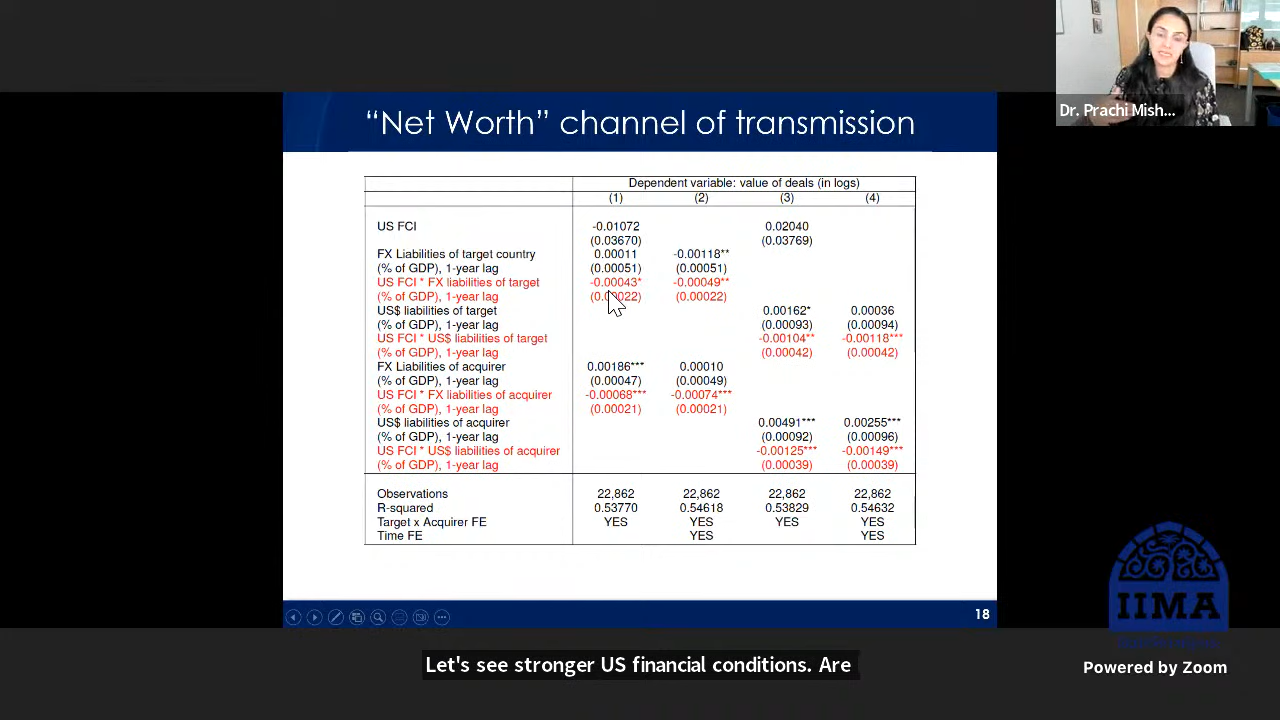 Dr. Prachi Mish...
“Net Worth” channel of transmission
Dependent variable: value of deals (in logs)
(1) (2) (3) (4)
US FCI -0.01072 0.02040
(0.03670) (0.03769)
FX Liabilities of target country 0.00011 -0.00118**
(% of GDP), 1-year lag (0.00051) (0.00051)
US FCI * FX liabilities of target -0.00043* -0.00049**
(% of GDP), 1-year lag (0.00022) (0.00022)
US$ liabilities of target 0.00162* 0.00036
(% of GDP), 1-year lag (0.00093) (0.00094)
US FCI * US$ liabilities of target -0.00104** -0.00118***
(% of GDP), 1-year lag (0.00042) (0.00042)
FX Liabilities of acquirer 0.00186*** 0.00010
(% of GDP), 1-year lag (0.00047) (0.00049)
US FCI * FX liabilities of acquirer -0.00068*** -0.00074***
(% of GDP), 1-year lag (0.00021) (0.00021)
US$ liabilities of acquirer 0.00491*** 0.00255***
(% of GDP), 1-year lag (0.00092) (0.00096)
US FCI * US$ liabilities of acquirer -0.00125*** -0.00149***
(% of GDP), 1-year lag (0.00039) (0.00039)
Observations 22,862 22,862 22,862 22,862
R-squared 0.53770 0.54618 0.53829 0.54632
Target x Acquirer FE YES YES YES YES
Time FE YES YES
18
IIMA
Let's see stronger US financial conditions. Are
Powered by Zoom